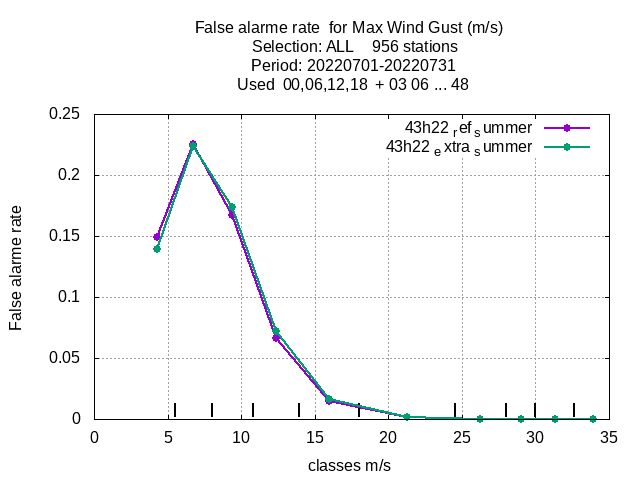 False alarme rate  for Max Wind Gust (m/s)
Selection: ALL    956 stations
Period: 20220701-20220731
Used  00,06,12,18  + 03 06 ... 48
0.25
43h22 ref summer
43h22 extra summer
0.2
0.15
0.1
0.05
0
False alarme rate
0 5 10 15 20 25 30 35
classes m/s